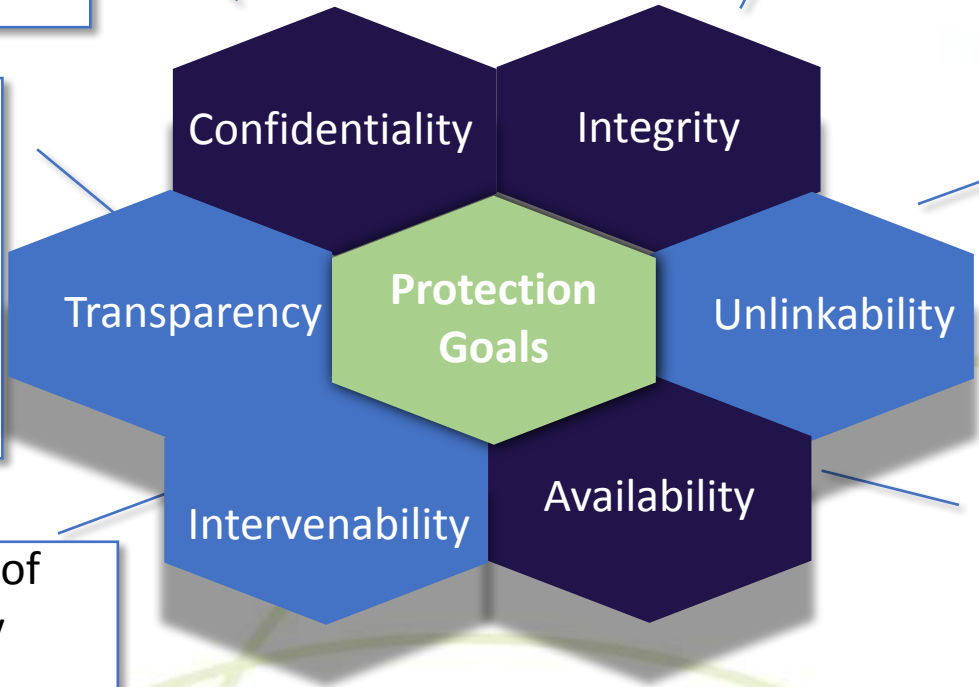 Confidentiality
Integrity
Transparency
Protection
Goals
Unlinkability
Intervenability
Availability
of